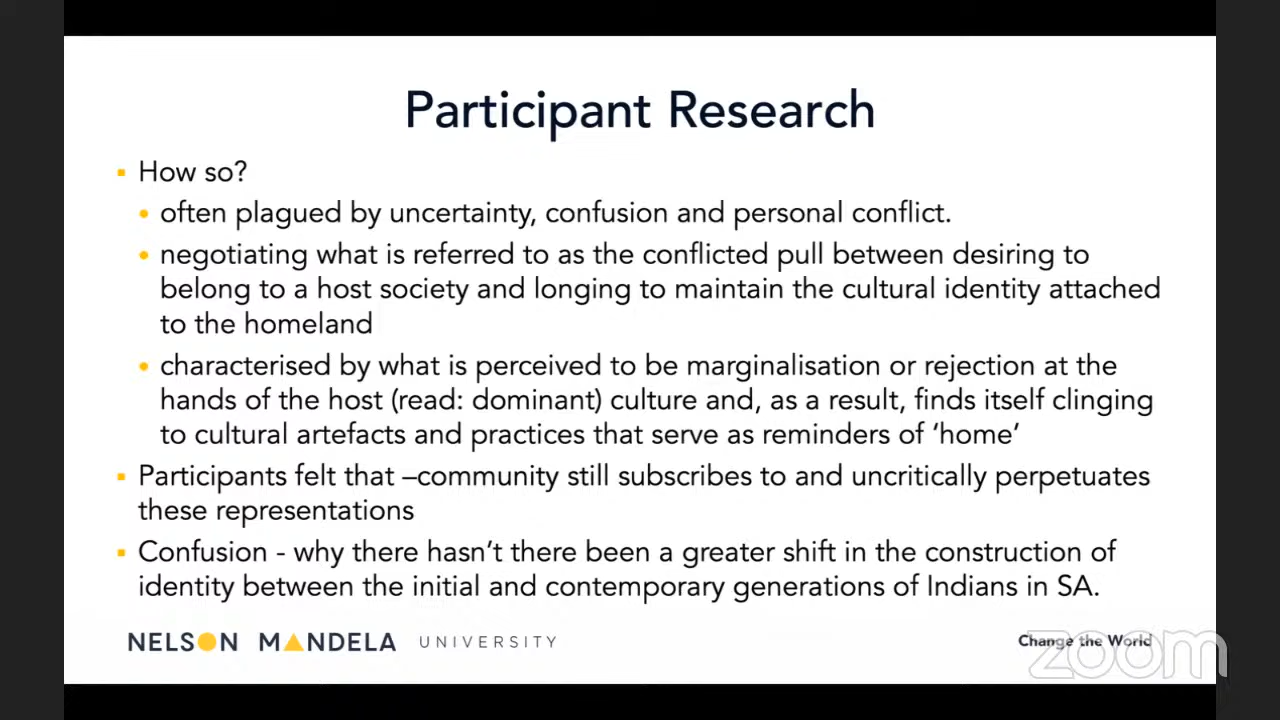 Participant Research
How so?
often plagued by uncertainty, confusion and personal conflict.
negotiating what is referred to as the conflicted pull between desiring to
belong to a host society and longing to maintain the cultural identity attached
to the homeland
characterised by what is perceived to be marginalisation or rejection at the
hands of the host (read: dominant) culture and, as a result, finds itself clinging
to cultural artefacts and practices that serve as reminders of ‘home’
Participants felt that –community still subscribes to and uncritically perpetuates
these representations
Confusion - why there hasn’t there been a greater shift in the construction of
identity between the initial and contemporary generations of Indians in SA.
NELSON MANDELA UNIVERSITY
Change the World
zoom